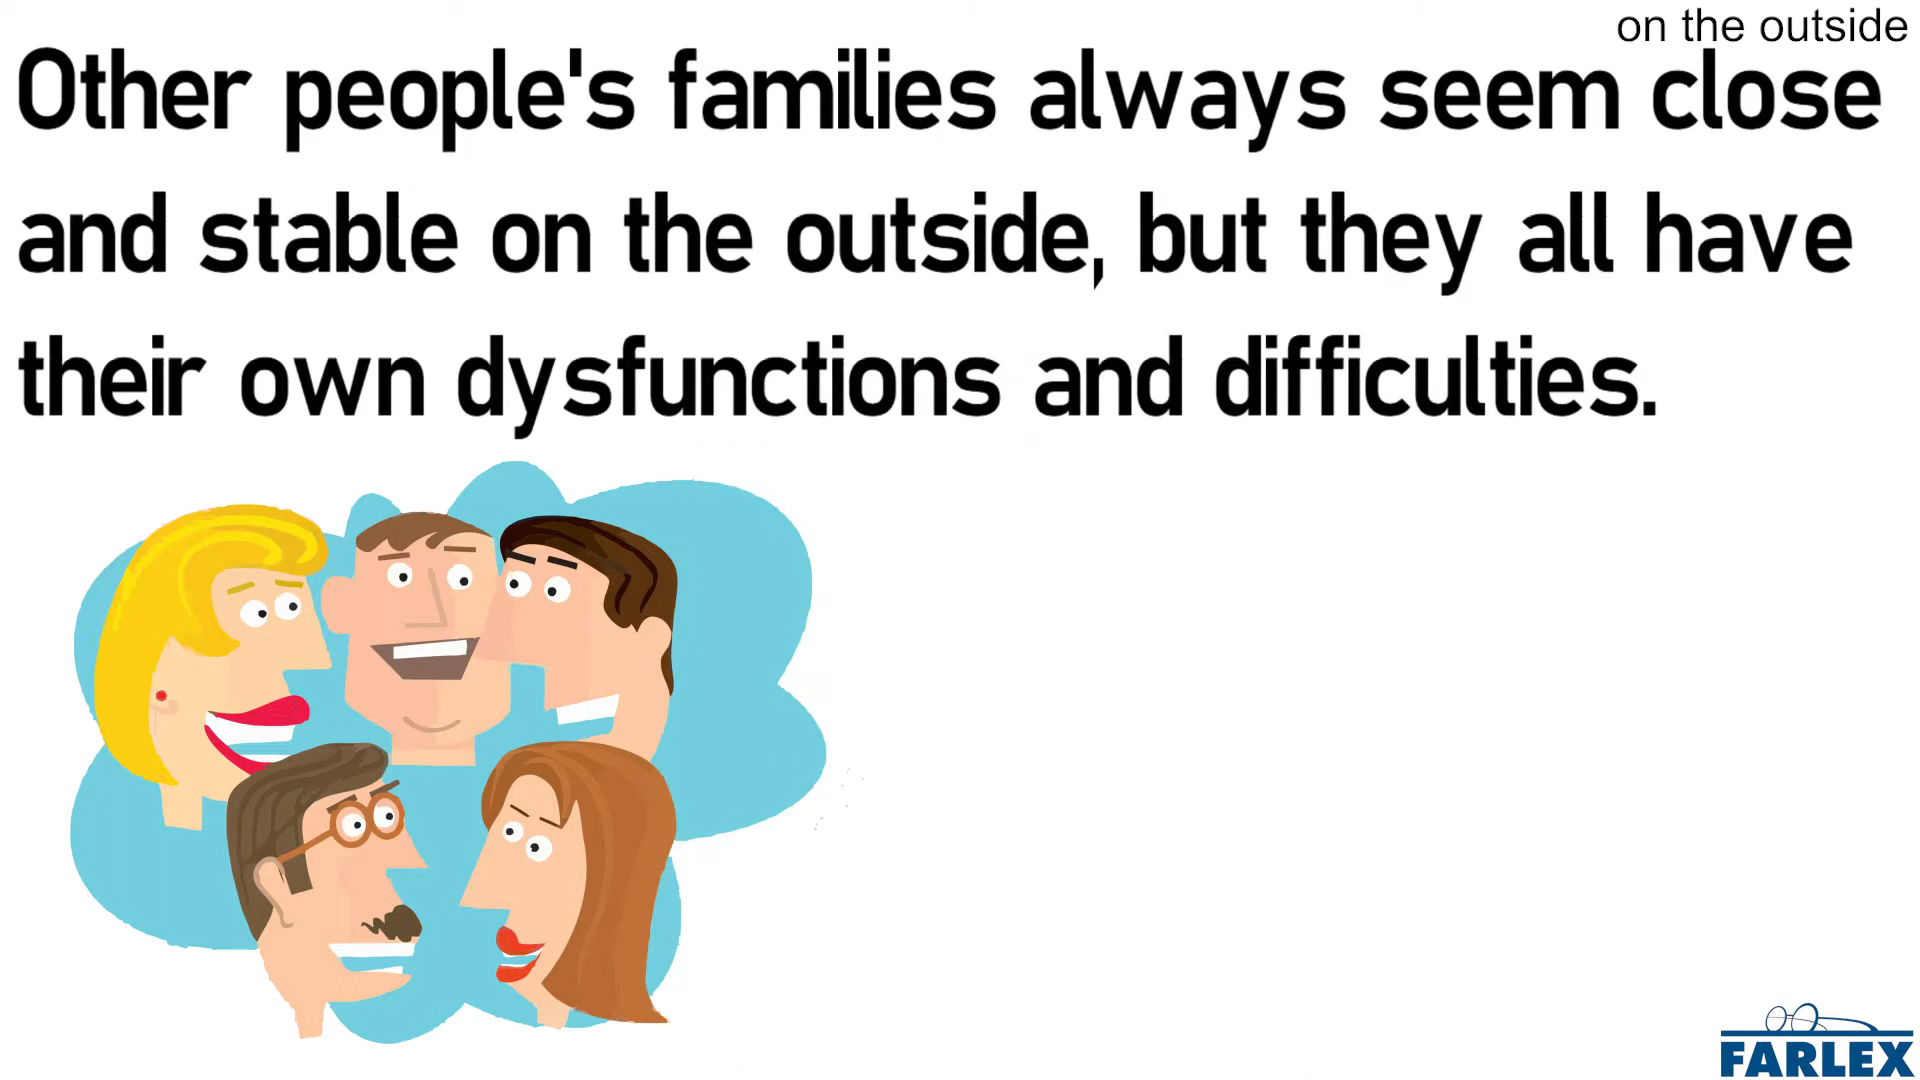 on the outside
Other people's families always seem close
and stable on the outside, but they all have
their own dysfunctions and difficulties.
FARLEX